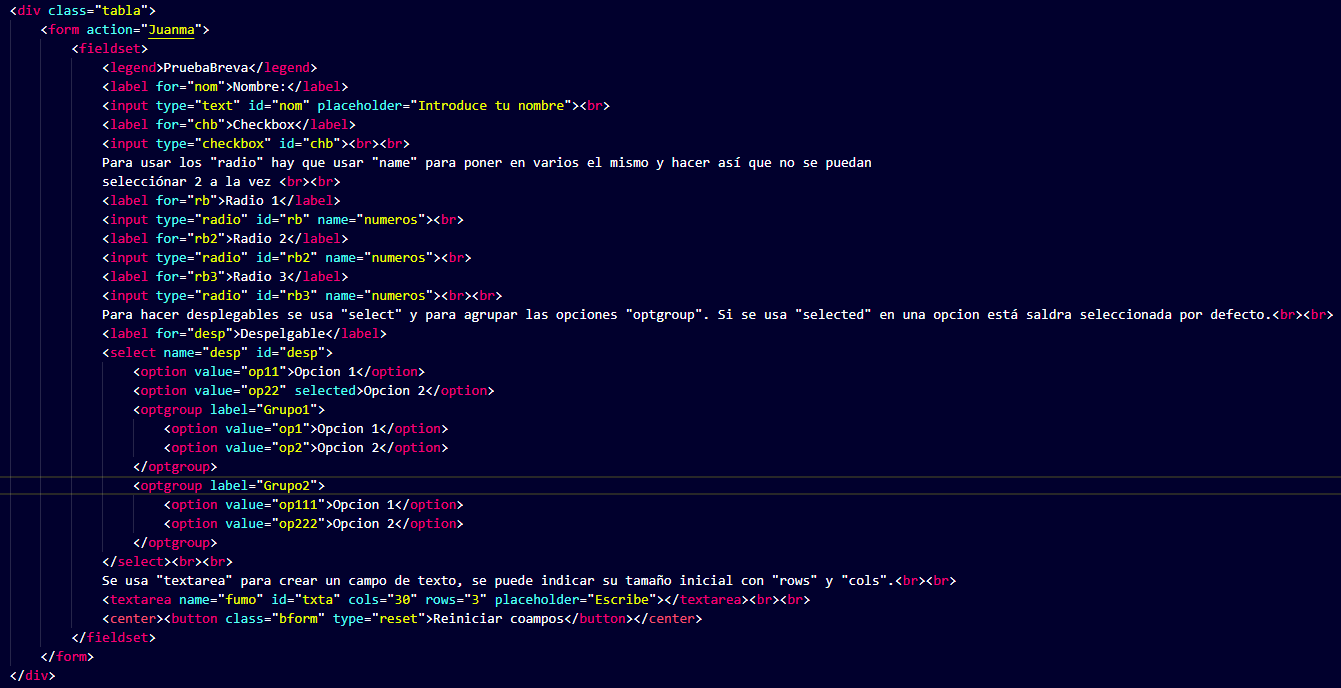 <div class="tabla">
<form action="Juanma">
<fieldset>
<legend>PruebaBreva</legend>
<label for="nom">Nombre:</label>
<input type="text" id="nom" placeholder="Introduce tu nombre"><br>
<label for="chb">Checkbox</label>
<input type="checkbox" id="chb"><br><br>
Para usar los "radio" hay que usar "name" para poner en varios el mismo y hacer así que no se puedan
selecciónar 2 a la vez <br><br>
<label for="rb">Radio 1</label>
<input type="radio" id="rb" name="numeros"><br>
<label for="rb2">Radio 2</label>
<input type="radio" id="rb2" name="numeros"><br>
<label for="rb3">Radio 3</label>
<input type="radio" id="rb3" name="numeros"><br><br>
Para hacer desplegables se usa "select" y para agrupar las opciones "optgroup". Si se usa "selected" en una opcion está saldra seleccionada por defecto.<br><br>
<label for="desp">Despelgable</label>
<select name="desp" id="desp">
<option value="op11">Opcion 1</option>
<option value="op22" selected>Opcion 2</option>
<optgroup label="Grupo1">
<option value="op1">Opcion 1</option>
<option value="op2">Opcion 2</option>
</optgroup>
<optgroup label="Grupo2">
<option value="op111">Opcion 1</option>
<option value="op222">Opcion 2</option>
</optgroup>
</select><br><br>
Se usa "textarea" para crear un campo de texto, se puede indicar su tamaño inicial con "rows" y "cols".<br><br>
<textarea name="fumo" id="txta" cols="30" rows="3" placeholder="Escribe"></textarea><br><br>
<center><button class="bform" type="reset">Reiniciar coampos</button></center>
</fieldset>
</form>
</div>